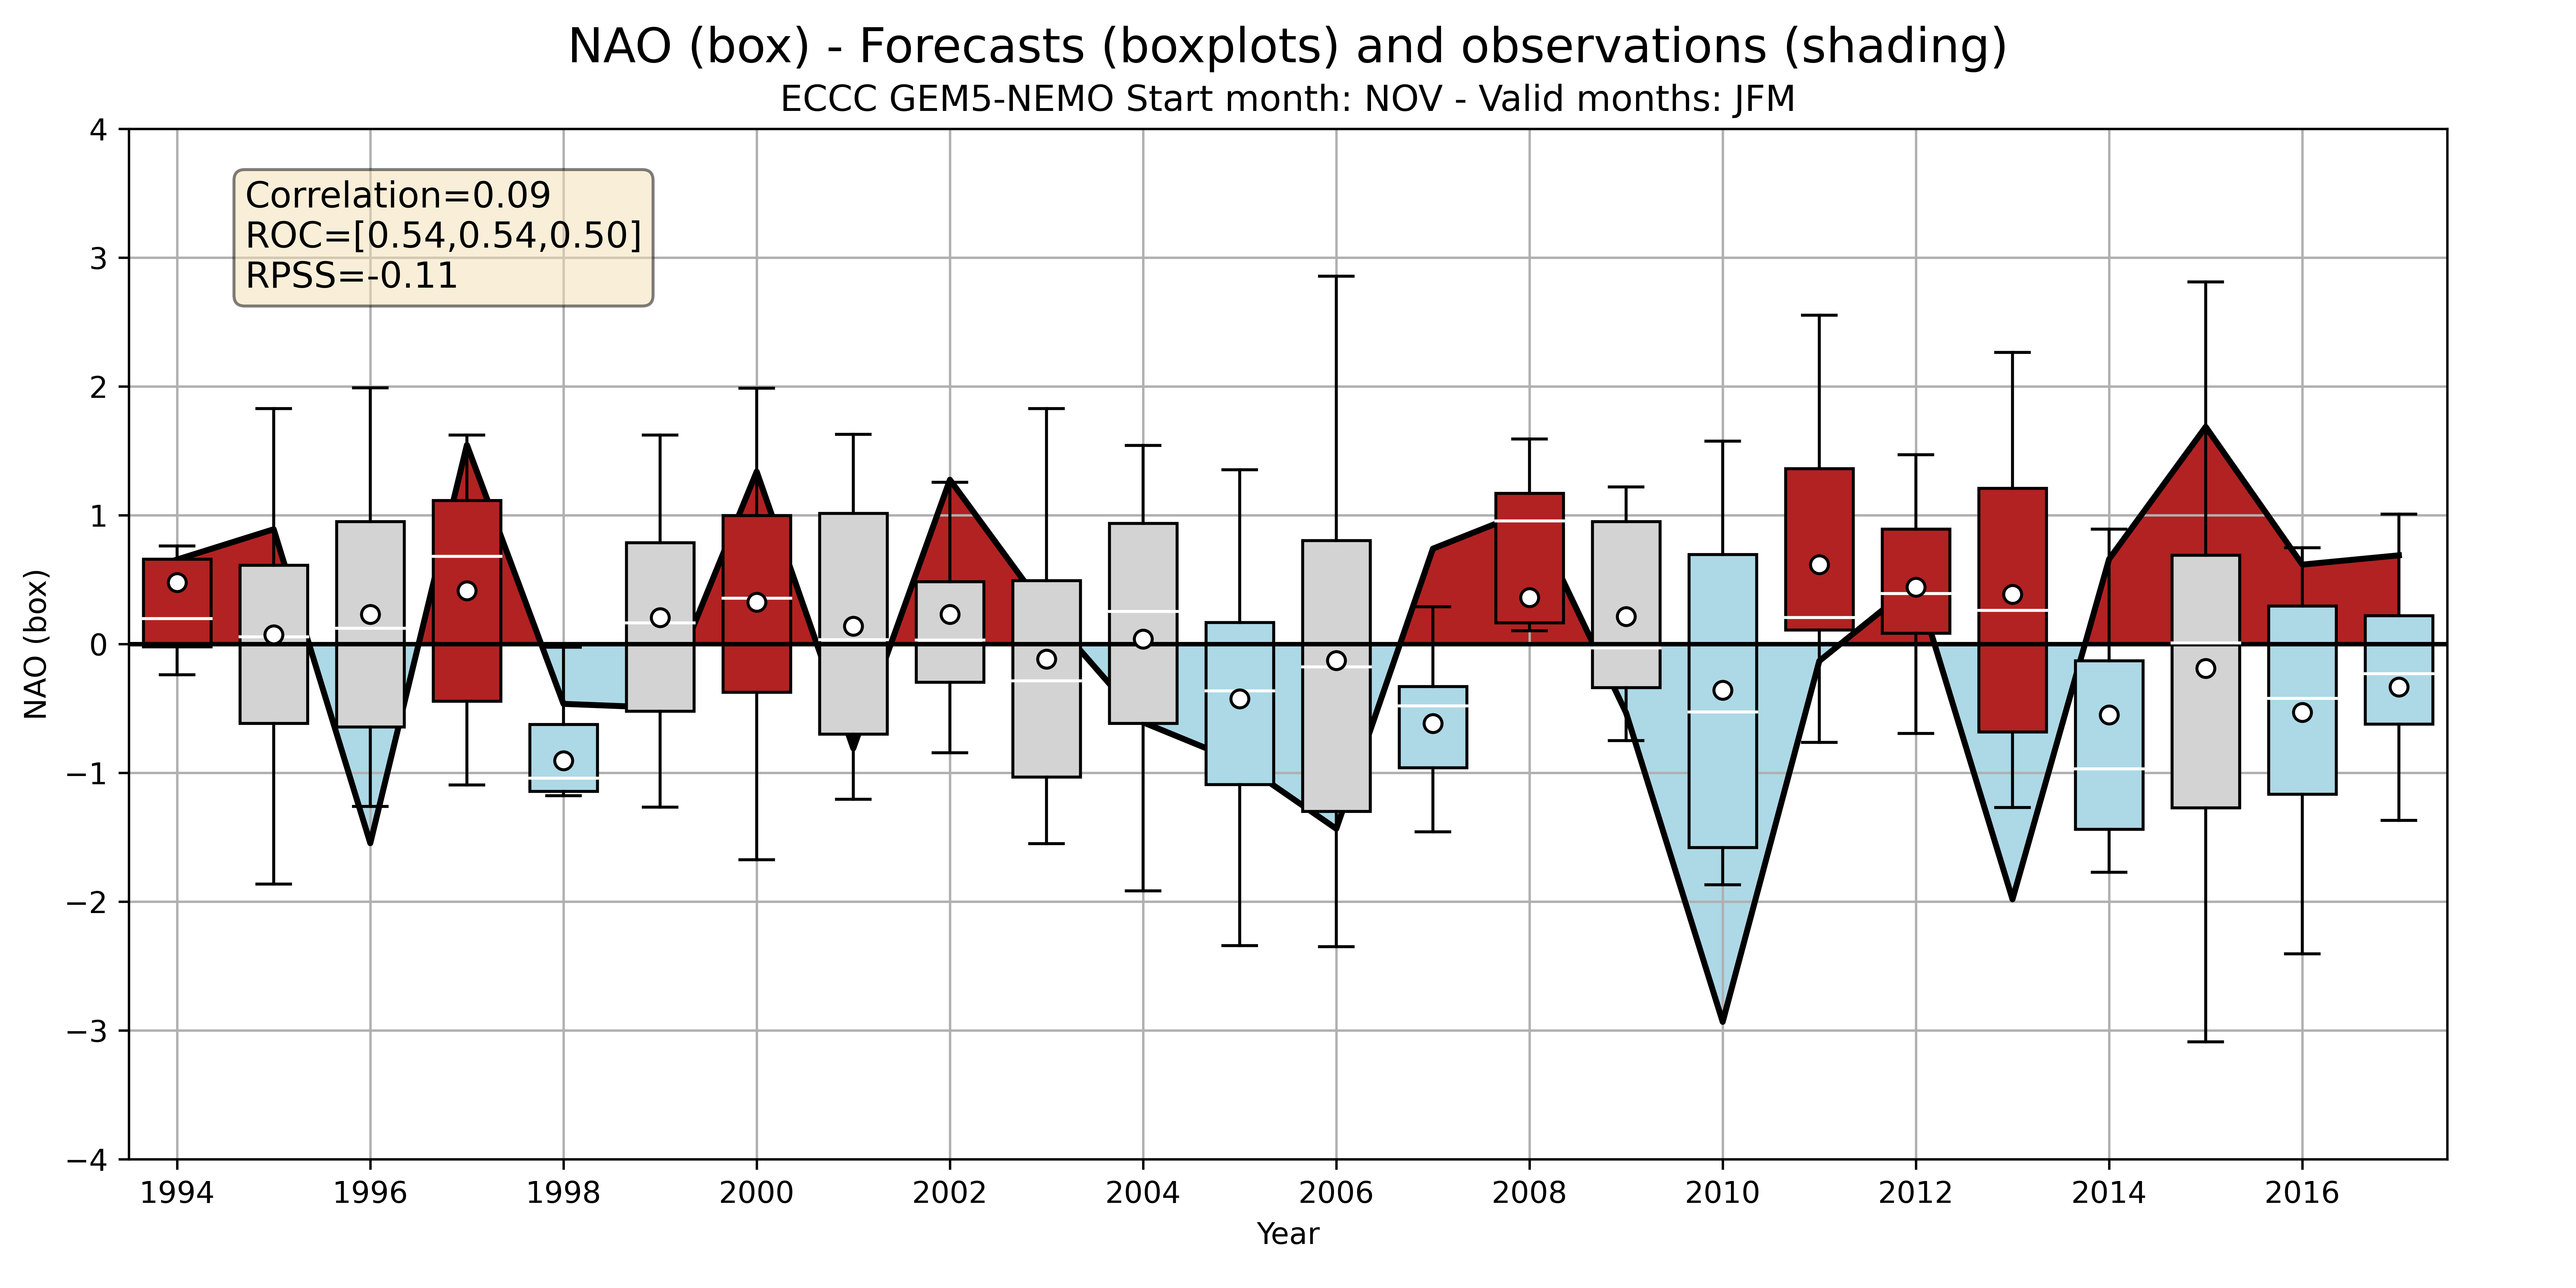 NAO (box) - Forecasts (boxplots) and observations (shading)
ECCC GEM5-NEMO Start month: NOV - Valid months: JFM
Correlation=0.09
ROC=[0.54,0.54,0.50]
RPSS=-0.11
NAO (box)
4
3
2
1
0
−1
−2
−3
−4
1994 1996 1998 2000 2002 2004 2006 2008 2010 2012 2014 2016
Year